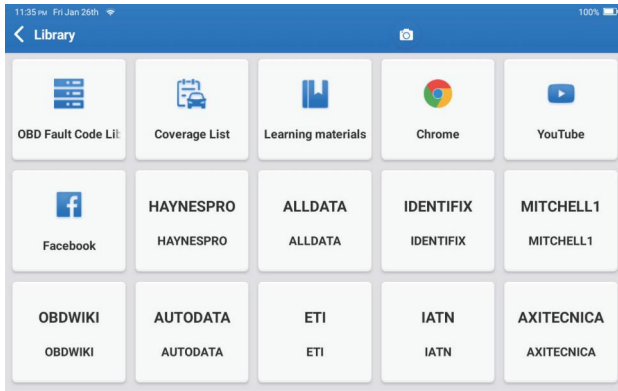 11:35 PM Fri Jan 26th 100%
Library
OBD Fault Code Lib Coverage List Learning materials Chrome YouTube
HAYNESPRO ALLDATA IDENTIFIX MITCHELL1
Facebook HAYNESPRO ALLDATA IDENTIFIX MITCHELL1
OBDWIKI AUTODATA ETI IATN AXITECNICA
OBDWIKI AUTODATA ETI IATN AXITECNICA